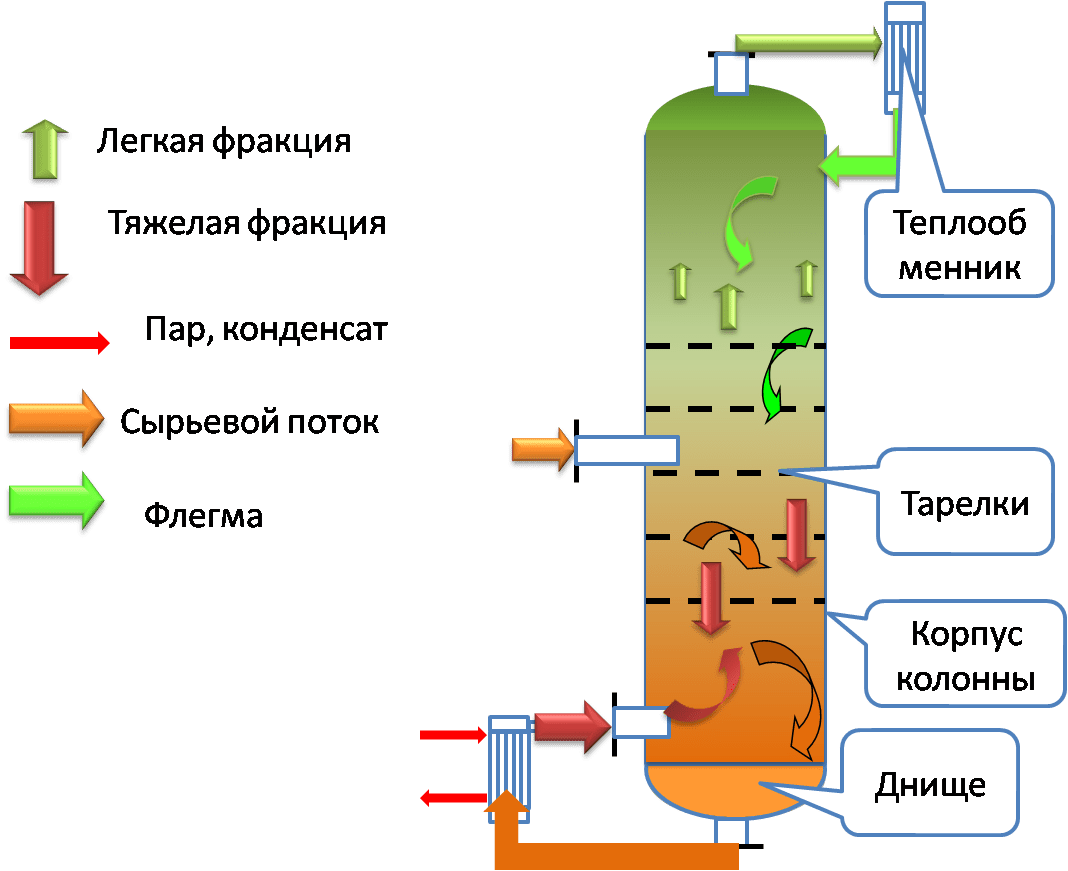 Легкая фракция
Тяжелая фракция
Пар, конденсат
Сырьевой поток
Флегма
Теплооб
менник
Тарелки
Корпус
колонны
Днище